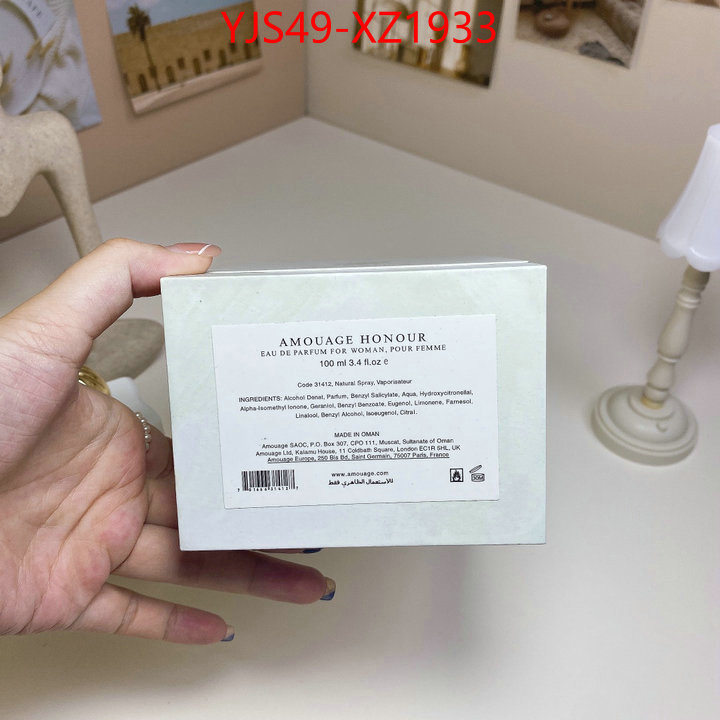 YJS49-XZ1933
AMOUAGE HONOUR
EAU DE PARFUM FOR WOMAN, POUR FEMME
100 ml 3.4 fl.oz e
Code 31412, Natural Spray, Vaporisateur
INGREDIENTS: Alcohol Denat, Parfum, Benzyl Salicylate, Aqua, Hydroxycitronellal,
Alpha-Isomethyl Ionone, Geraniol, Benzyl Benzoate, Eugenol, Limonene, Farnesol,
Linalool, Benzyl Alcohol, Isoeugenol, Citral.
MADE IN OMAN
Amouage SAOC, P.O. Box 307, CPO 111, Muscat, Sultanate of Oman
Amouage Ltd, Kalamu House, 11 Coldbath Square, London EC1R 5HL, UK
Amouage Europe, 250 Bis Bd, Saint Germain, 75007 Paris, France
www.amouage.com
للاستعمال الظاهري فقط
30M